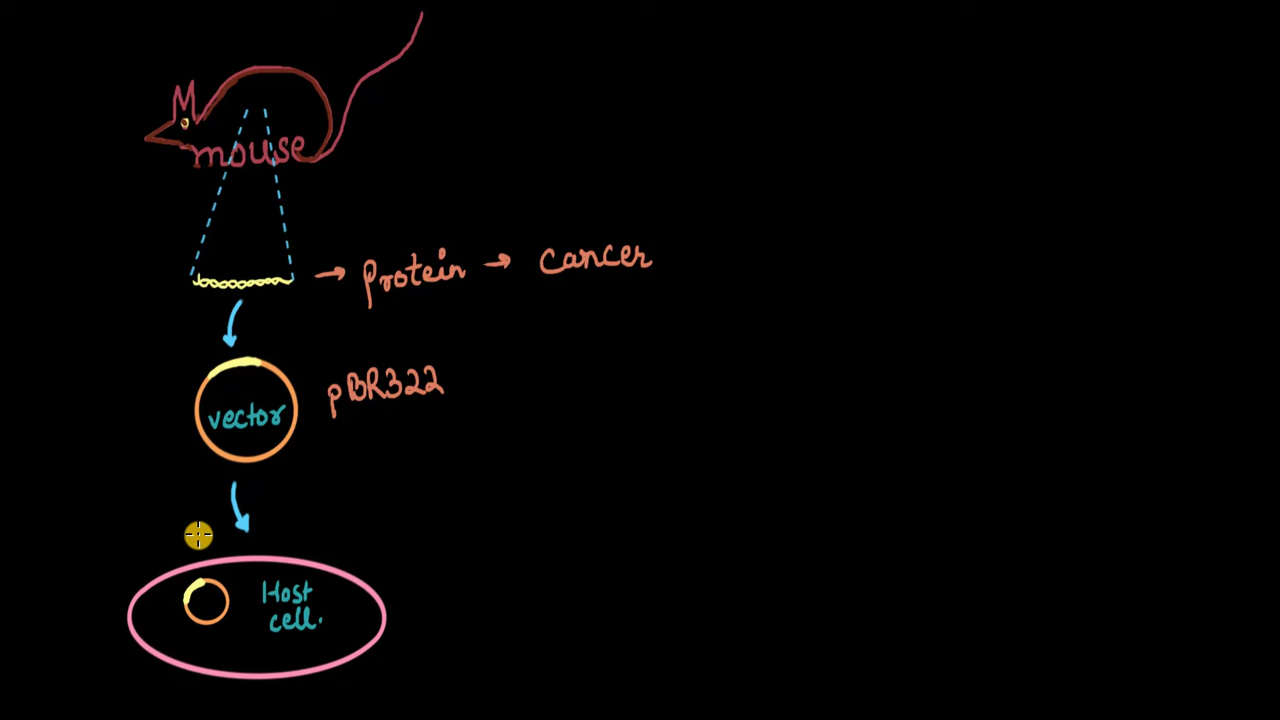 mouse
→ protein → cancer
vector
pBR322
Host
cell.